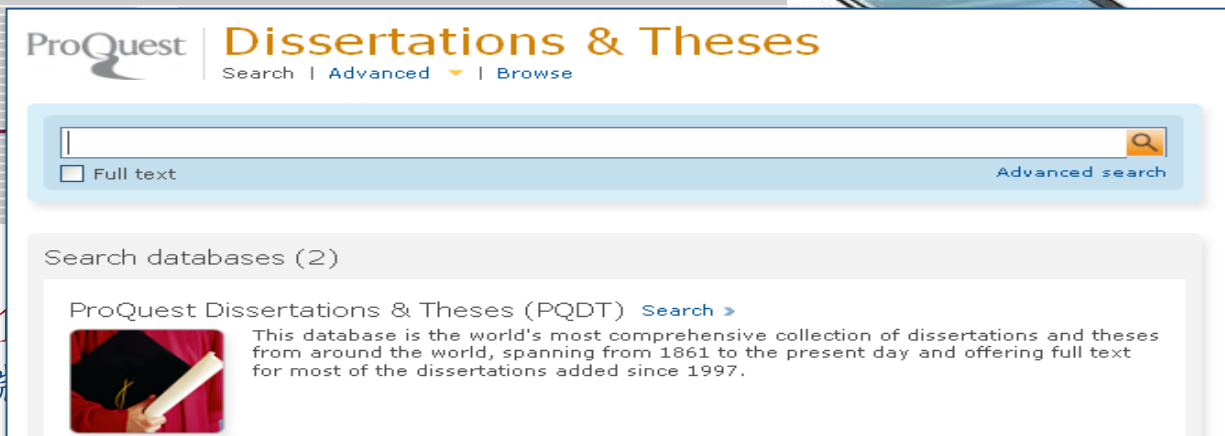 ProQuest
Dissertations & Theses
Search | Advanced | Browse
Full text
Advanced search
Search databases (2)
ProQuest Dissertations & Theses (PQDT) Search »
This database is the world's most comprehensive collection of dissertations and theses
from around the world, spanning from 1861 to the present day and offering full text
for most of the dissertations added since 1997.